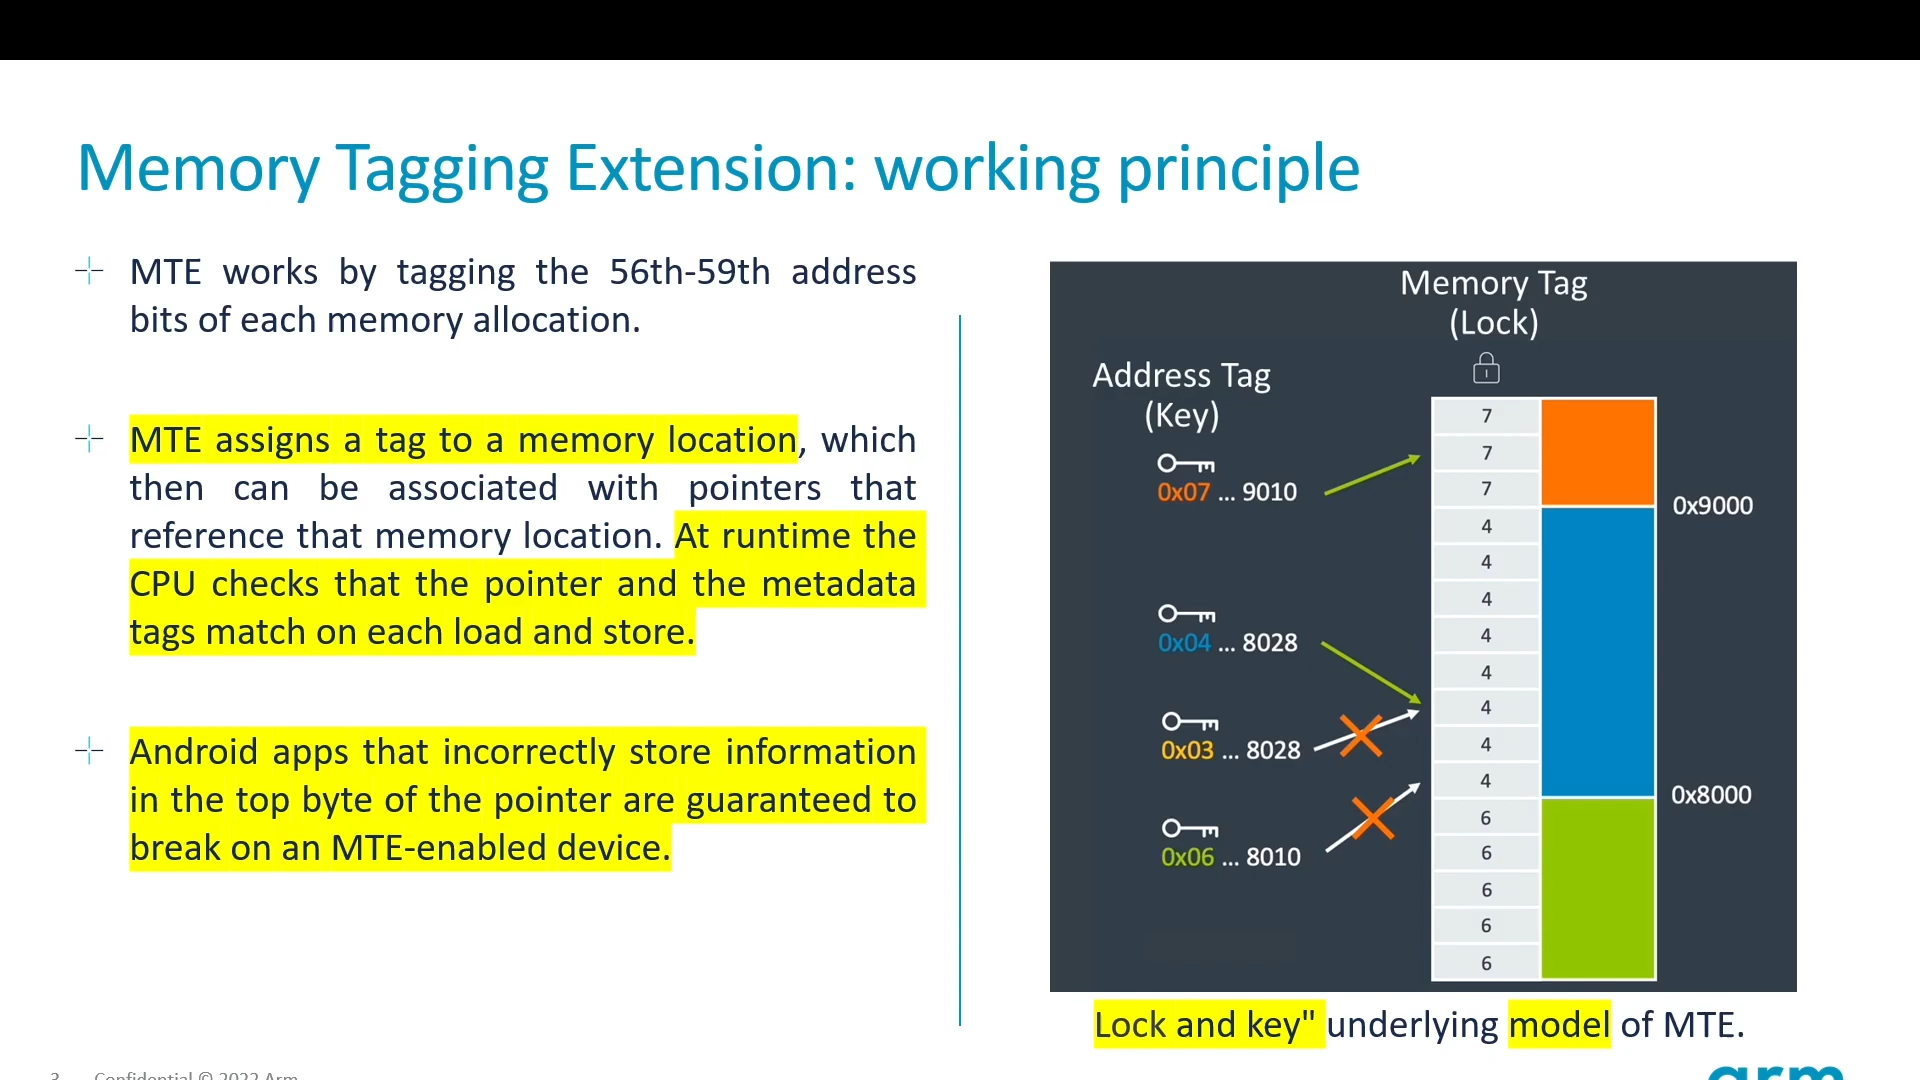 Memory Tagging Extension: working principle
MTE works by tagging the 56th-59th address
bits of each memory allocation.
MTE assigns a tag to a memory location, which
then can be associated with pointers that
reference that memory location. At runtime the
CPU checks that the pointer and the metadata
tags match on each load and store.
Android apps that incorrectly store information
in the top byte of the pointer are guaranteed to
break on an MTE-enabled device.
Memory Tag
(Lock)
Address Tag
(Key)
0x07 ... 9010
0x04 ... 8028
0x03 ... 8028
0x06 ... 8010
7
7
7
4
4
4
4
4
4
4
4
6
6
6
6
6
0x9000
0x8000
Lock and key" underlying model of MTE.
3 Confidential © 2022 Arm
arm